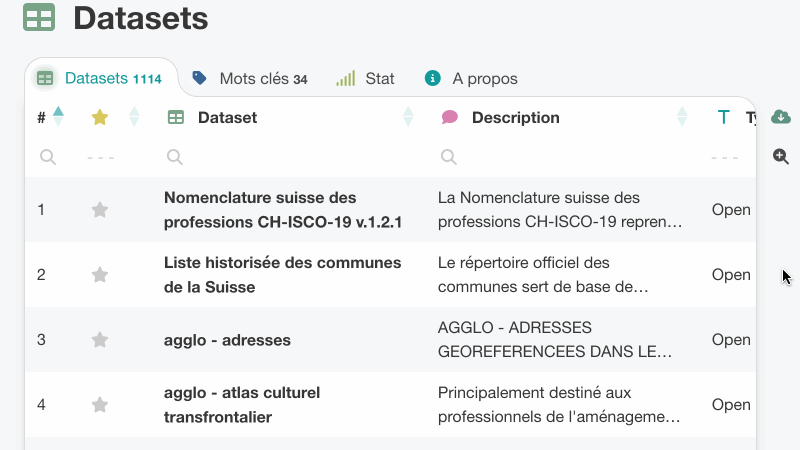 Datasets
Datasets 1114
Mots clés 34
Stat
A propos
#
Dataset
Description
- - -
- - -
1
Nomenclature suisse des
professions CH-ISCO-19 v.1.2.1
La Nomenclature suisse des
professions CH-ISCO-19 repren…
Open
2
Liste historisée des communes
de la Suisse
Le répertoire officiel des
communes sert de base de…
Open
3
agglo - adresses
AGGLO - ADRESSES
GEOREFERENCEES DANS LE…
Open
4
agglo - atlas culturel
transfrontalier
Principalement destiné aux
professionnels de l'aménageme…
Open